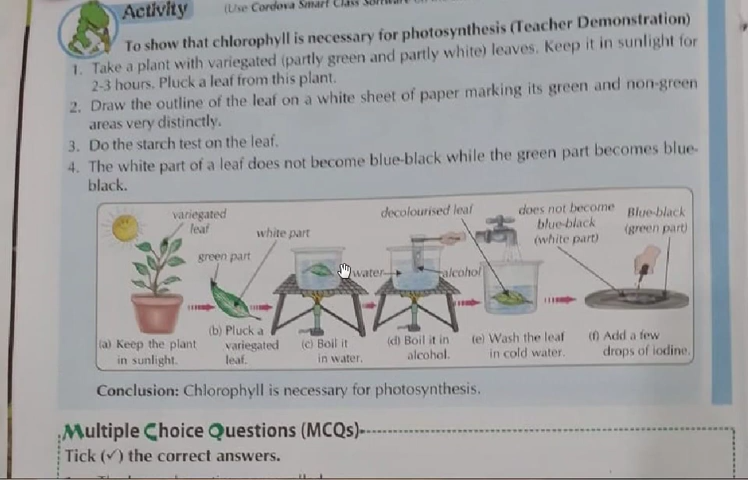 Activity (Use Cordova Smart Class Software
To show that chlorophyll is necessary for photosynthesis (Teacher Demonstration)
1. Take a plant with variegated (partly green and partly white) leaves. Keep it in sunlight for
2-3 hours. Pluck a leaf from this plant.
2. Draw the outline of the leaf on a white sheet of paper marking its green and non-green
areas very distinctly.
3. Do the starch test on the leaf.
4. The white part of a leaf does not become blue-black while the green part becomes blue-
black.
variegated
leaf
green part
white part
water
decolourised leaf
alcohol
does not become
blue-black
(white part)
Blue-black
(green part)
(a) Keep the plant
in sunlight.
(b) Pluck a
variegated
leaf.
(c) Boil it
in water.
(d) Boil it in
alcohol.
(e) Wash the leaf
in cold water.
(f) Add a few
drops of iodine.
Conclusion: Chlorophyll is necessary for photosynthesis.
Multiple Choice Questions (MCQs)
Tick (✓) the correct answers.